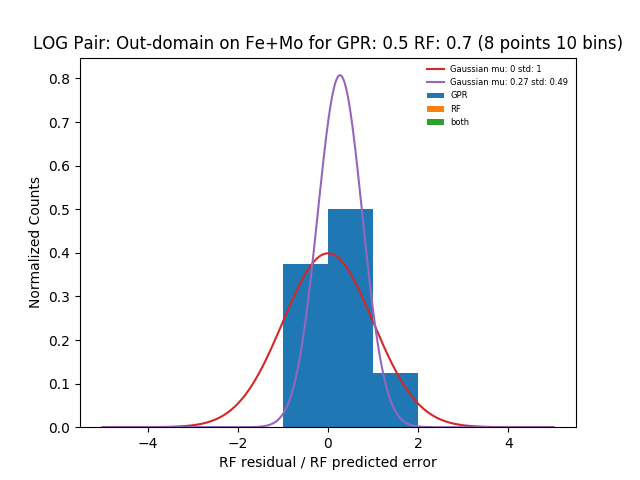 LOG Pair: Out-domain on Fe+Mo for GPR: 0.5 RF: 0.7 (8 points 10 bins)
Gaussian mu: 0 std: 1
Gaussian mu: 0.27 std: 0.49
GPR
RF
both
Normalized Counts
0.8
0.7
0.6
0.5
0.4
0.3
0.2
0.1
0.0
−4 −2 0 2 4
RF residual / RF predicted error